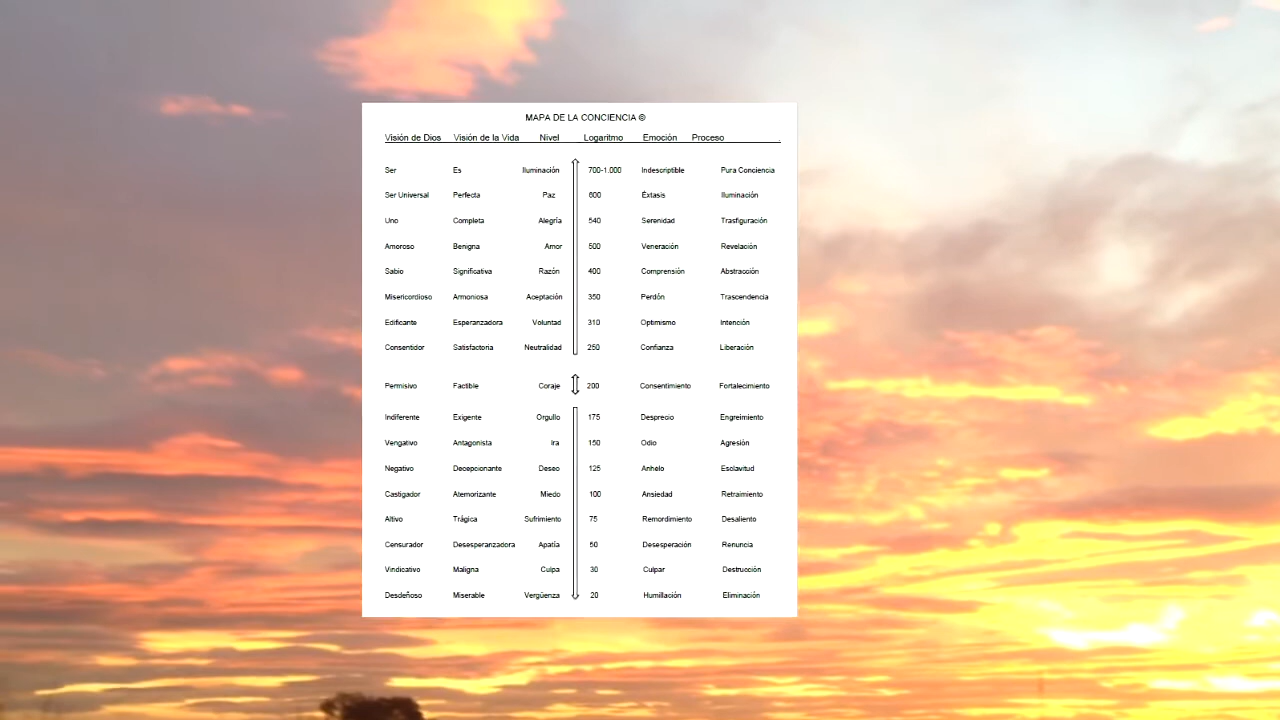 MAPA DE LA CONCIENCIA ©
Visión de Dios Visión de la Vida Nivel Logaritmo Emoción Proceso
Ser Es Iluminación 700-1.000 Indescriptible Pura Conciencia
Ser Universal Perfecta Paz 600 Éxtasis Iluminación
Uno Completa Alegría 540 Serenidad Trasfiguración
Amoroso Benigna Amor 500 Veneración Revelación
Sabio Significativa Razón 400 Comprensión Abstracción
Misericordioso Armoniosa Aceptación 350 Perdón Trascendencia
Edificante Esperanzadora Voluntad 310 Optimismo Intención
Consentidor Satisfactoria Neutralidad 250 Confianza Liberación
Permisivo Factible Coraje 200 Consentimiento Fortalecimiento
Indiferente Exigente Orgullo 175 Desprecio Engreimiento
Vengativo Antagonista Ira 150 Odio Agresión
Negativo Decepcionante Deseo 125 Anhelo Esclavitud
Castigador Atemorizante Miedo 100 Ansiedad Retraimiento
Altivo Trágica Sufrimiento 75 Remordimiento Desaliento
Censurador Desesperanzadora Apatía 50 Desesperación Renuncia
Vindicativo Maligna Culpa 30 Culpar Destrucción
Desdeñoso Miserable Vergüenza 20 Humillación Eliminación